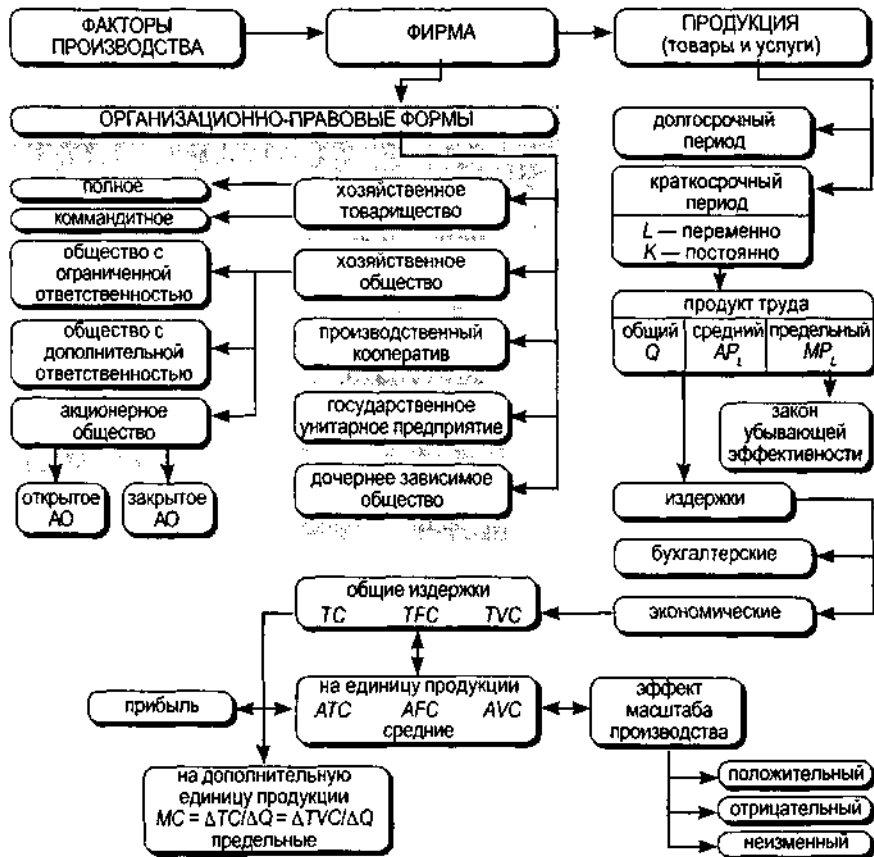 ФАКТОРЫ
ПРОИЗВОДСТВА
ФИРМА
ПРОДУКЦИЯ
(товары и услуги)
ОРГАНИЗАЦИОННО-ПРАВОВЫЕ ФОРМЫ
долгосрочный
период
краткосрочный
период
L — переменно
K — постоянно
полное
коммандитное
хозяйственное
товарищество
общество с
ограниченной
ответственностью
хозяйственное
общество
общество с
дополнительной
ответственностью
производственный
кооператив
акционерное
общество
государственное
унитарное предприятие
открытое
АО
закрытое
АО
дочернее зависимое
общество
продукт труда
общий
Q
средний
AP_L
предельный
MP_L
закон
убывающей
эффективности
издержки
бухгалтерские
экономические
общие издержки
TC TFC TVC
прибыль
на единицу продукции
ATC AFC AVC
средние
эффект
масштаба
производства
на дополнительную
единицу продукции
MC = ΔTC/ΔQ = ΔTVC/ΔQ
предельные
положительный
отрицательный
неизменный